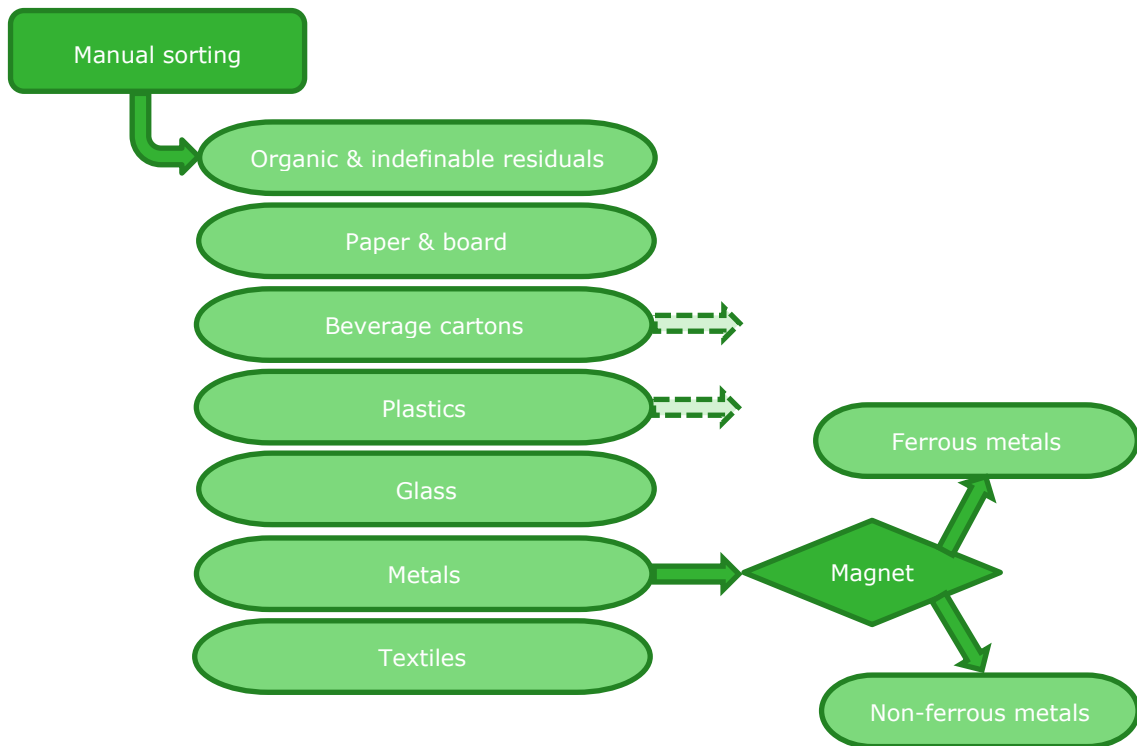 Manual sorting
Organic & indefinable residuals
Paper & board
Beverage cartons
Plastics
Ferrous metals
Glass
Metals
Magnet
Textiles
Non-ferrous metals